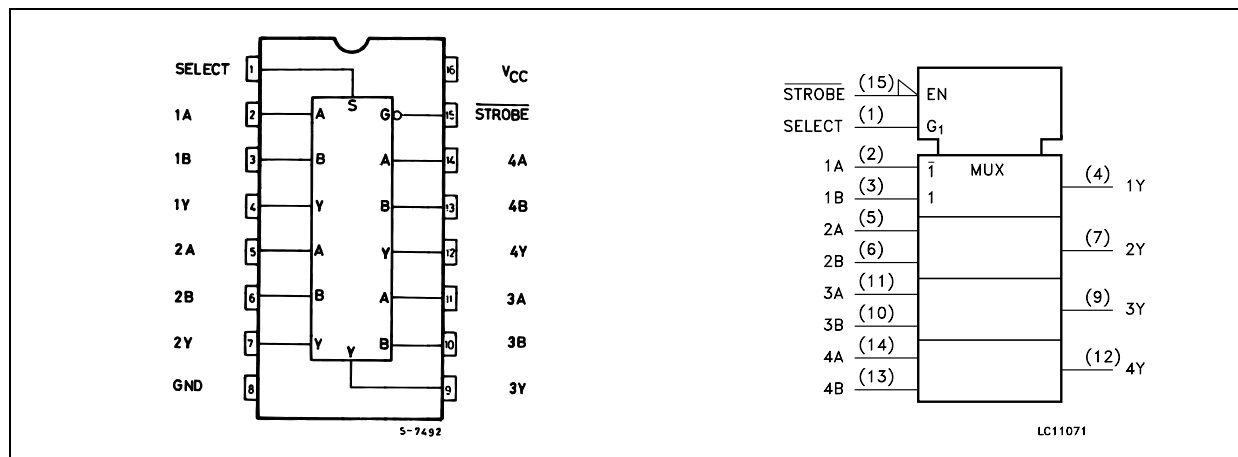 SELECT 1 16 V_CC
S
1A 2 A G 15 S̅T̅R̅O̅B̅E̅
1B 3 B A 14 4A
1Y 4 Y B 13 4B
2A 5 A Y 12 4Y
2B 6 B A 11 3A
2Y 7 Y Y B 10 3B
GND 8 9 3Y
S-7492
S̅T̅R̅O̅B̅E̅ (15) EN
SELECT (1) G₁
1A (2) 1̅ MUX (4) 1Y
1B (3) 1
2A (5)
2B (6) (7) 2Y
3A (11)
3B (10) (9) 3Y
4A (14) (12) 4Y
4B (13)
LC11071